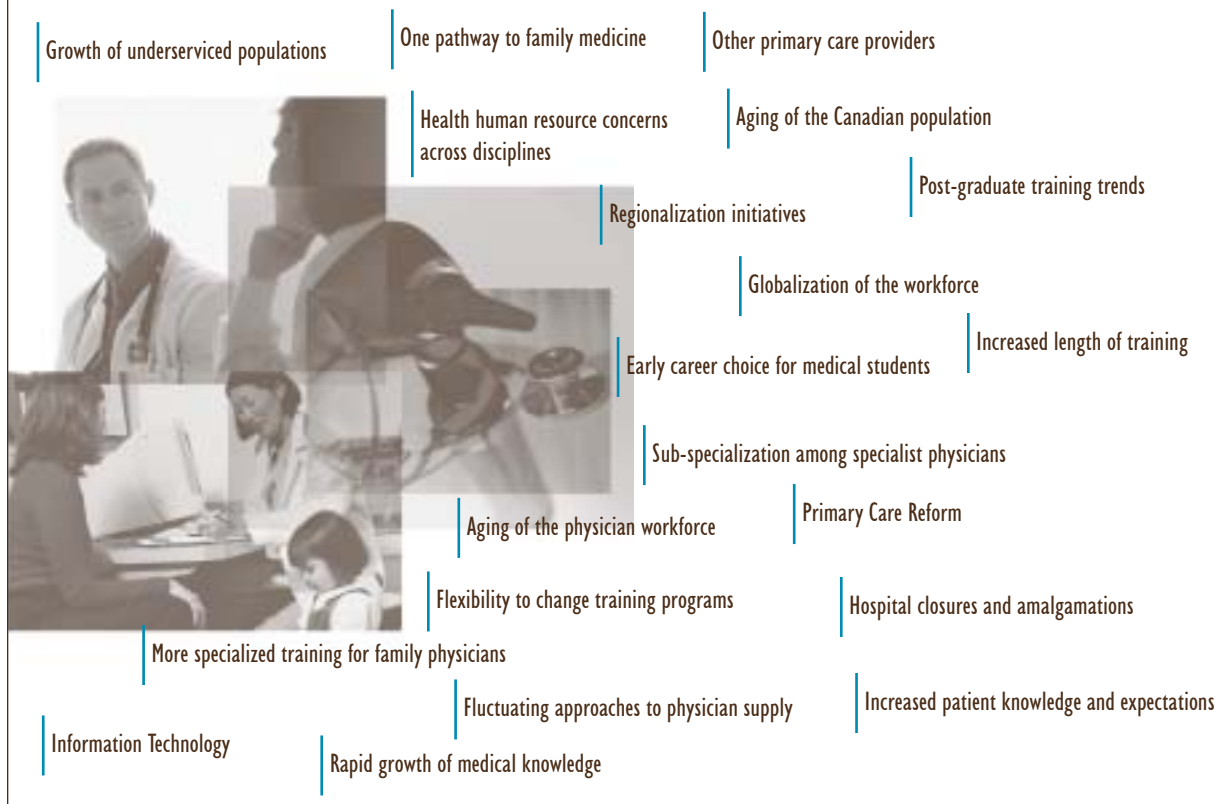 Growth of underserviced populations
One pathway to family medicine
Other primary care providers
Health human resource concerns
across disciplines
Aging of the Canadian population
Post-graduate training trends
Regionalization initiatives
Globalization of the workforce
Increased length of training
Early career choice for medical students
Sub-specialization among specialist physicians
Primary Care Reform
Aging of the physician workforce
Flexibility to change training programs
Hospital closures and amalgamations
More specialized training for family physicians
Fluctuating approaches to physician supply
Increased patient knowledge and expectations
Information Technology
Rapid growth of medical knowledge